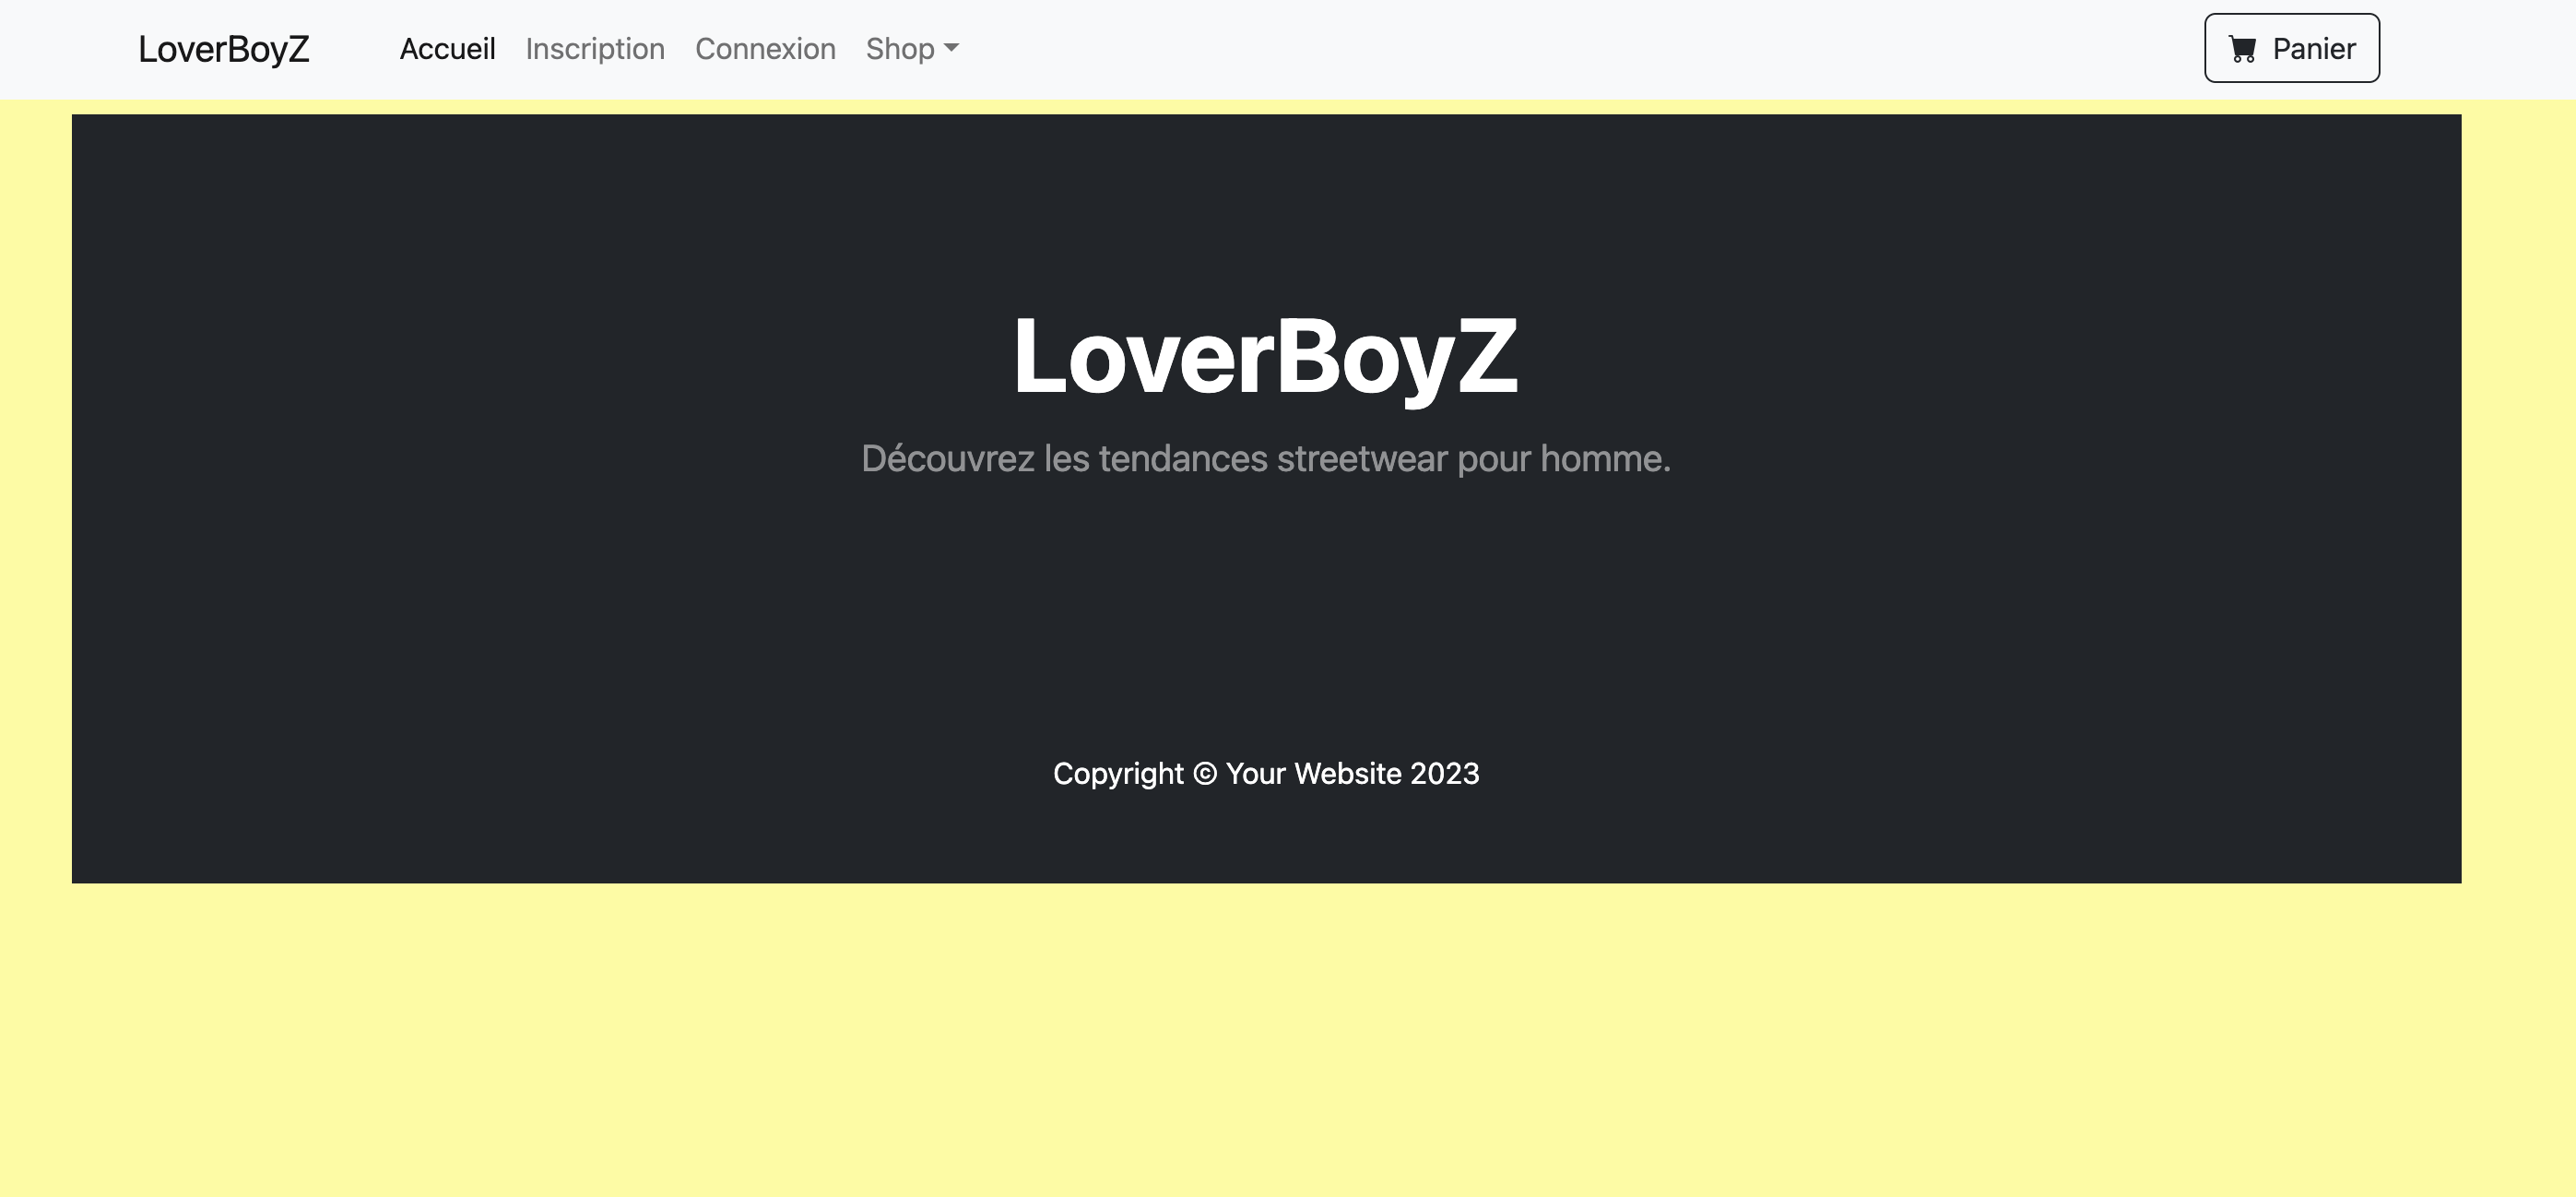 LoverBoyZ Accueil Inscription Connexion Shop Panier
LoverBoyZ
Découvrez les tendances streetwear pour homme.
Copyright © Your Website 2023